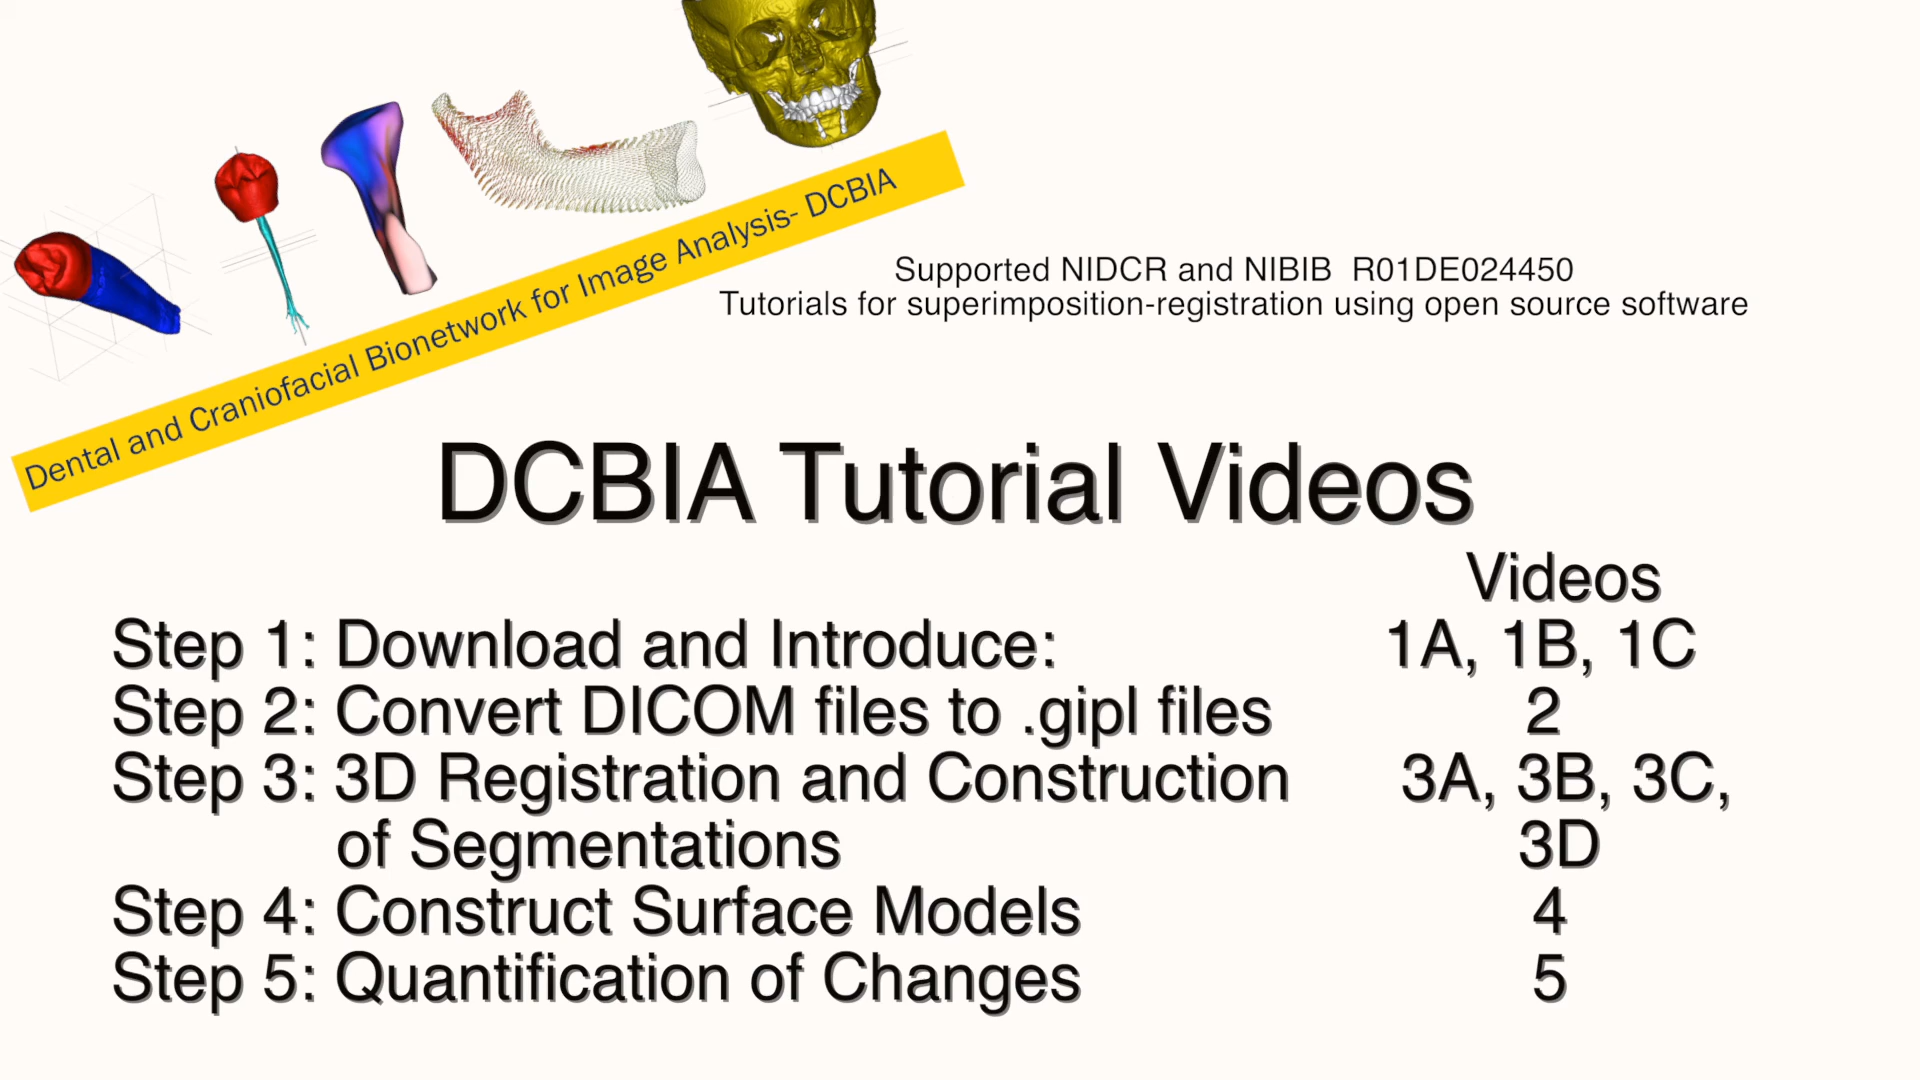 Dental and Craniofacial Bionetwork for Image Analysis- DCBIA
Supported NIDCR and NIBIB R01DE024450
Tutorials for superimposition-registration using open source software
DCBIA Tutorial Videos
Videos
Step 1: Download and Introduce: 1A, 1B, 1C
Step 2: Convert DICOM files to .gipl files 2
Step 3: 3D Registration and Construction 3A, 3B, 3C,
of Segmentations 3D
Step 4: Construct Surface Models 4
Step 5: Quantification of Changes 5